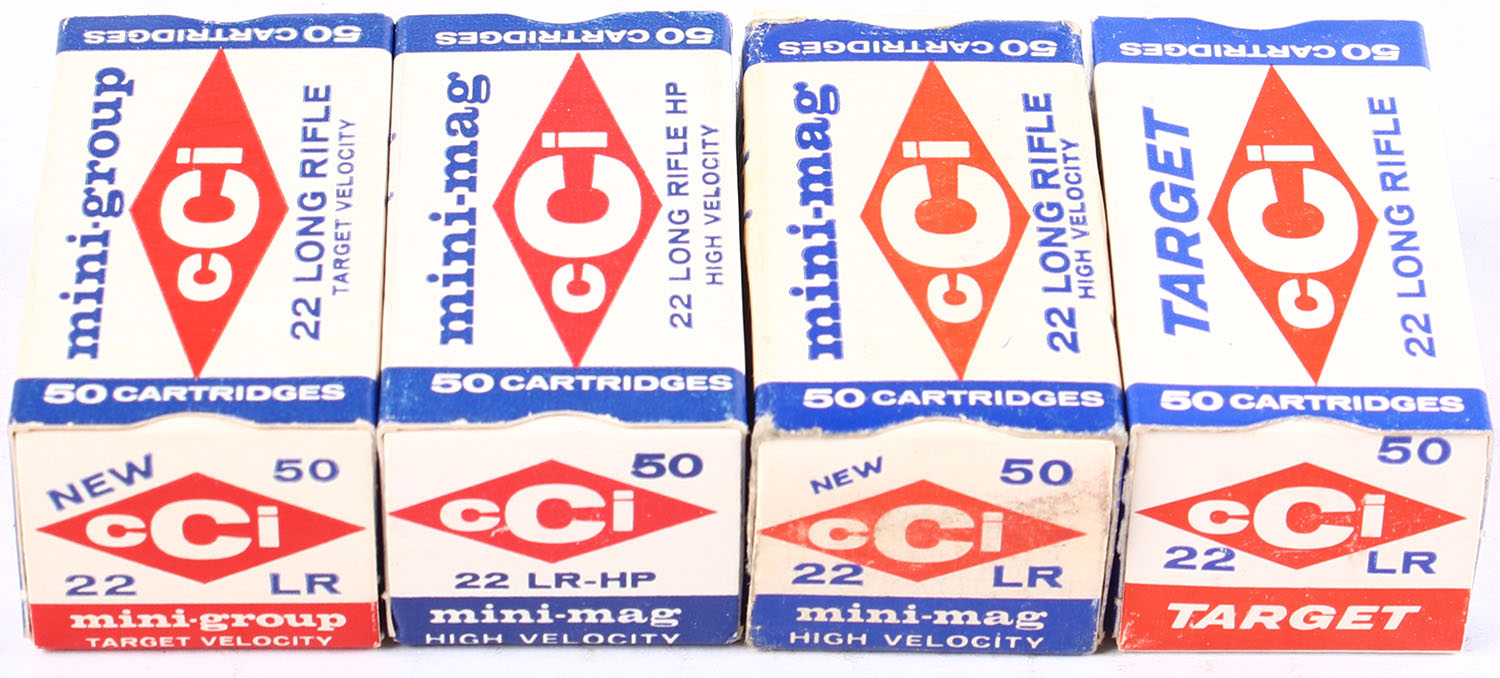 50 CARTRIDGES
mini-group
cCi
22 LONG RIFLE
TARGET VELOCITY
50 CARTRIDGES
NEW
50
cCi
22 LR
mini-group
TARGET VELOCITY
50 CARTRIDGES
mini-mag
cCi
22 LONG RIFLE HP
HIGH VELOCITY
50 CARTRIDGES
50
cCi
22 LR-HP
mini-mag
HIGH VELOCITY
50 CARTRIDGES
mini-mag
cCi
22 LONG RIFLE
HIGH VELOCITY
50 CARTRIDGES
NEW
50
cCi
22 LR
mini-mag
HIGH VELOCITY
50 CARTRIDGES
TARGET
cCi
22 LONG RIFLE
50 CARTRIDGES
50
cCi
22 LR
TARGET